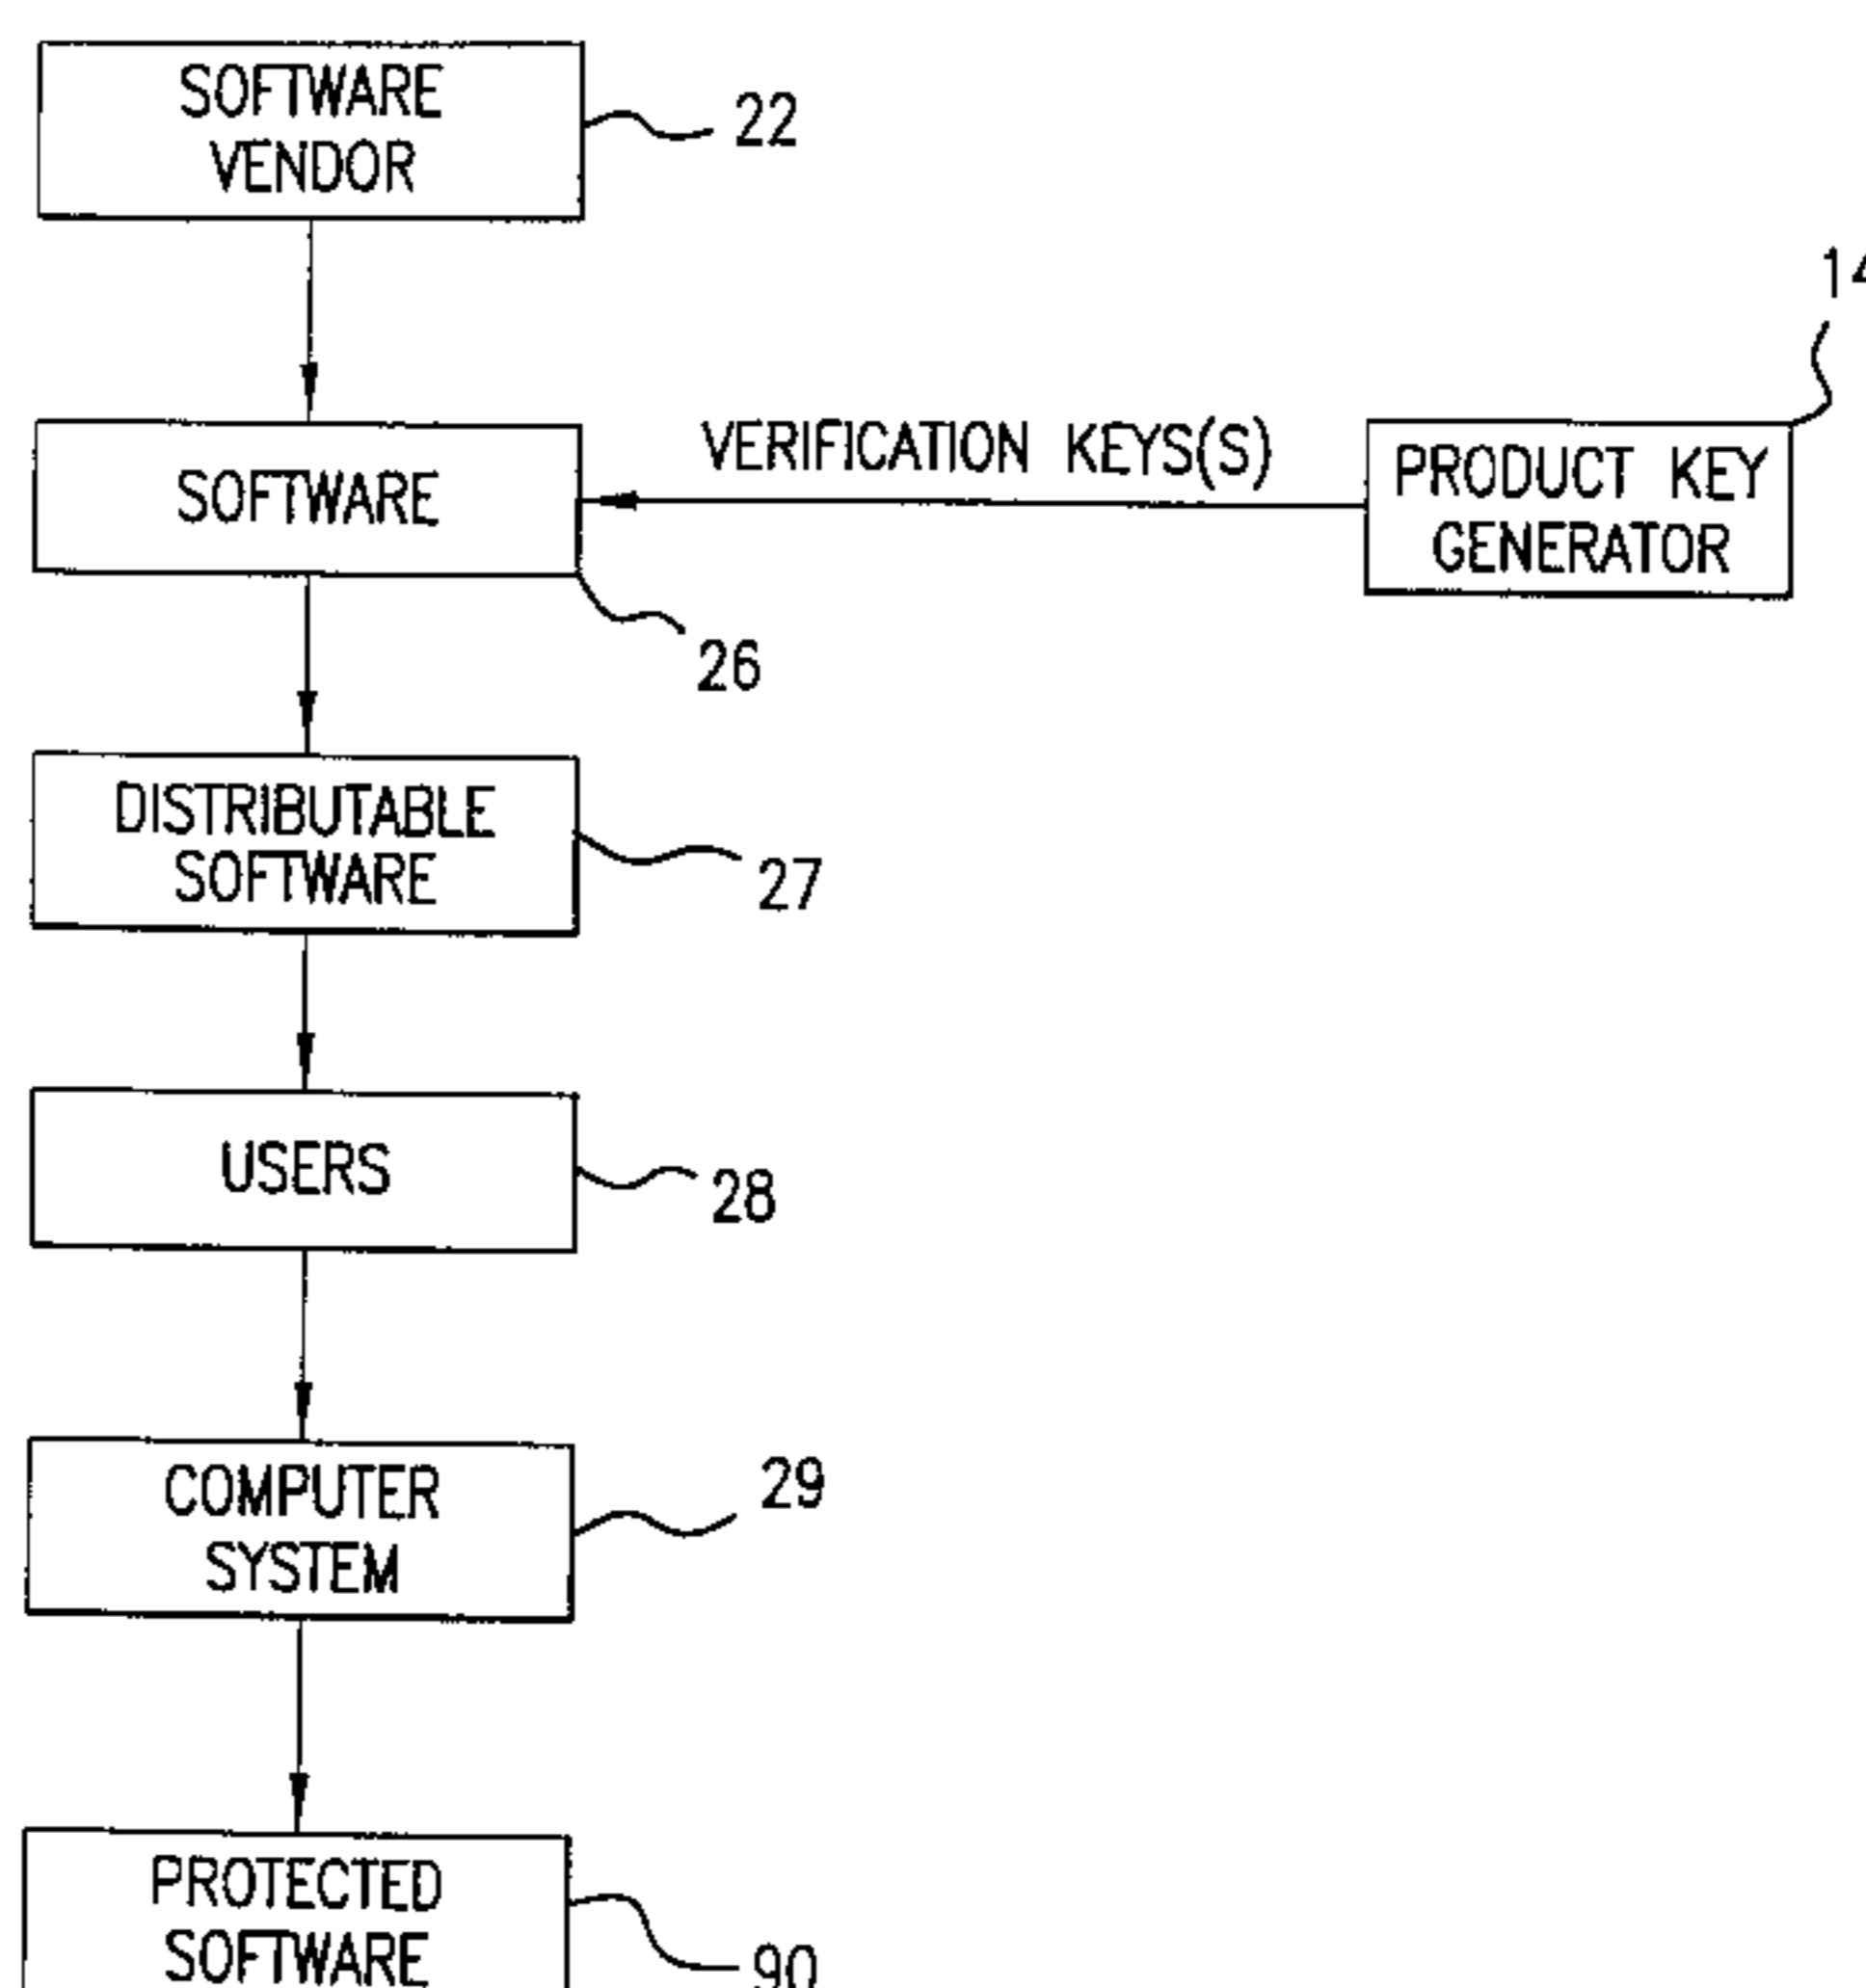 SOFTWARE
VENDOR
22
14
VERIFICATION KEYS(S)
PRODUCT KEY
GENERATOR
SOFTWARE
26
DISTRIBUTABLE
SOFTWARE
27
USERS
28
COMPUTER
SYSTEM
29
PROTECTED
SOFTWARE
90